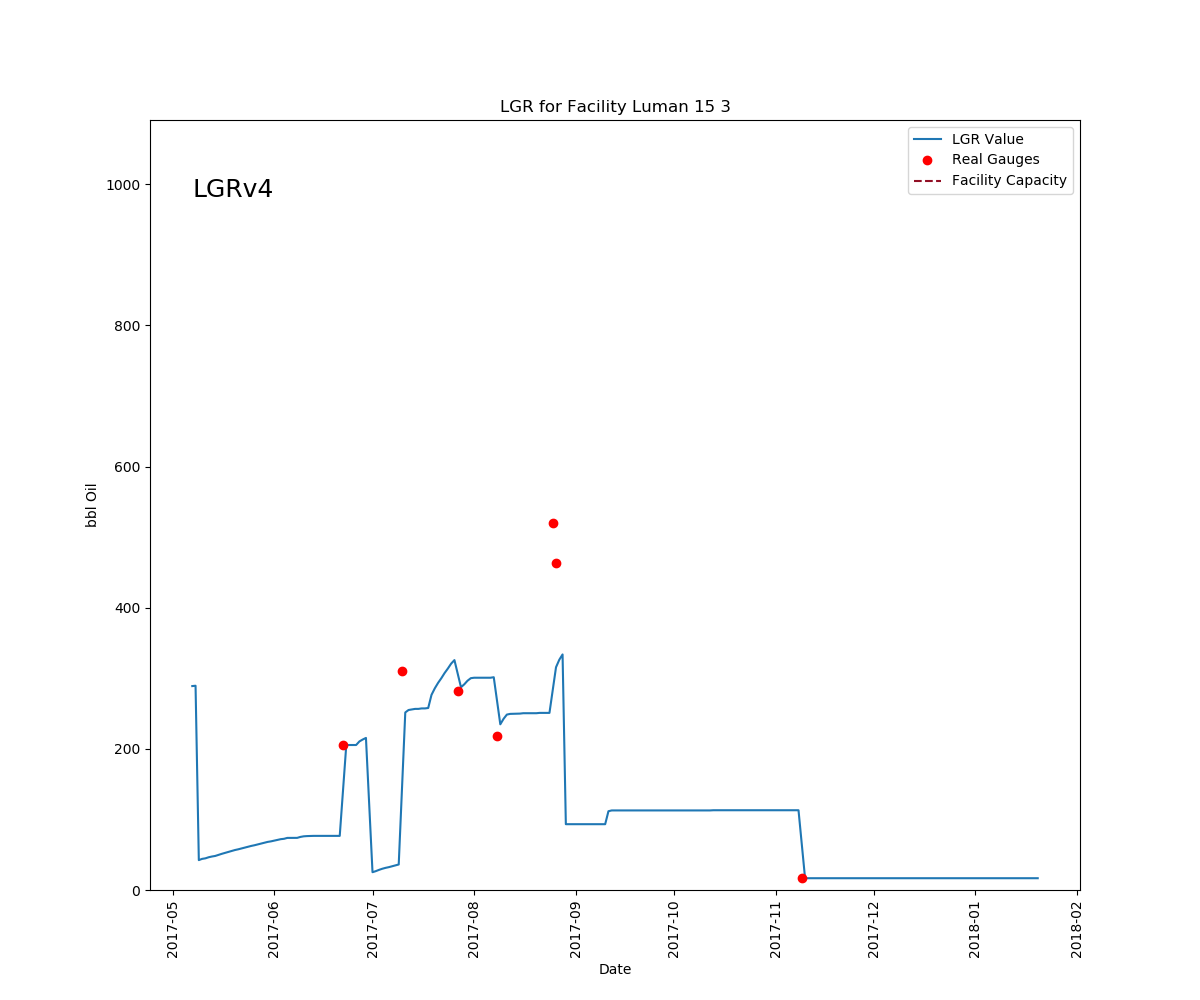 LGR for Facility Luman 15 3
LGRv4
LGR Value
Real Gauges
Facility Capacity
bbl Oil
1000
800
600
400
200
0
2017-05
2017-06
2017-07
2017-08
2017-09
2017-10
2017-11
2017-12
2018-01
2018-02
Date